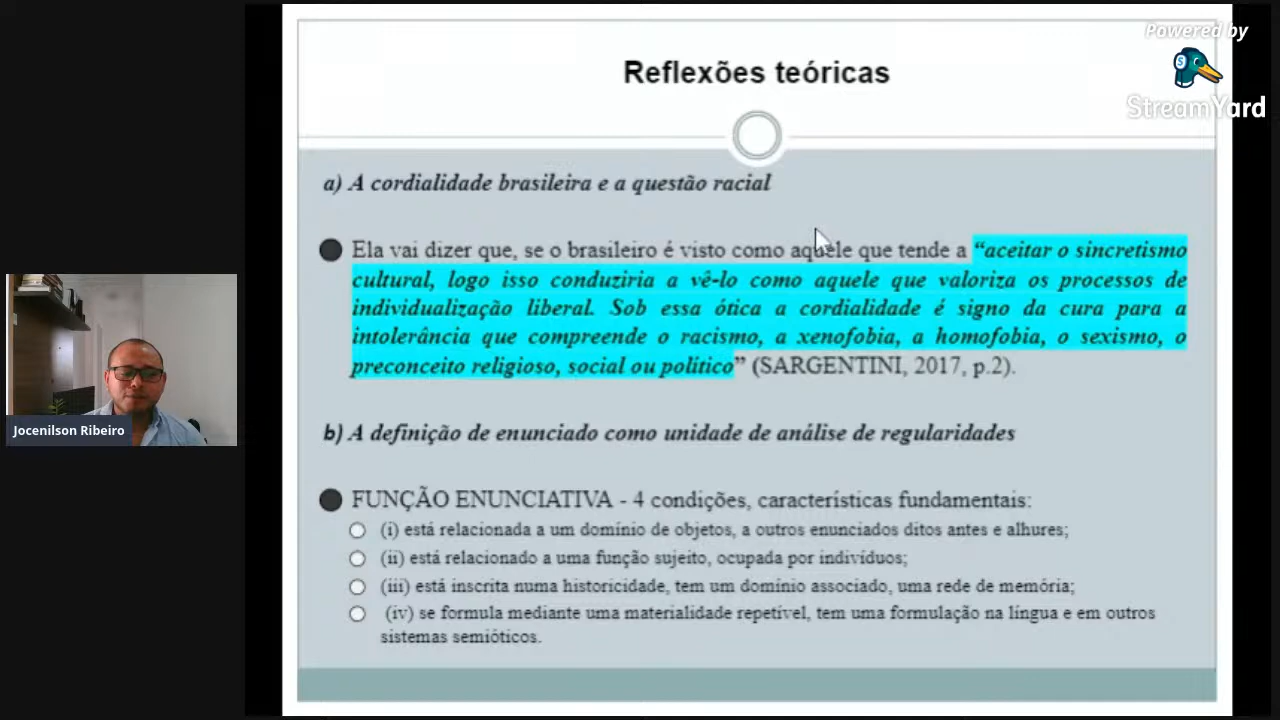 Powered by
StreamYard
Reflexões teóricas
a) A cordialidade brasileira e a questão racial
Ela vai dizer que, se o brasileiro é visto como aquele que tende a “aceitar o sincretismo
cultural, logo isso conduziria a vê-lo como aquele que valoriza os processos de
individualização liberal. Sob essa ótica a cordialidade é signo da cura para a
intolerância que compreende o racismo, a xenofobia, a homofobia, o sexismo, o
preconceito religioso, social ou político” (SARGENTINI, 2017, p.2).
Jocenilson Ribeiro
b) A definição de enunciado como unidade de análise de regularidades
FUNÇÃO ENUNCIATIVA - 4 condições, características fundamentais:
(i) está relacionada a um domínio de objetos, a outros enunciados ditos antes e alhures;
(ii) está relacionado a uma função sujeito, ocupada por indivíduos;
(iii) está inscrita numa historicidade, tem um domínio associado, uma rede de memória;
(iv) se formula mediante uma materialidade repetível, tem uma formulação na língua e em outros
sistemas semióticos.